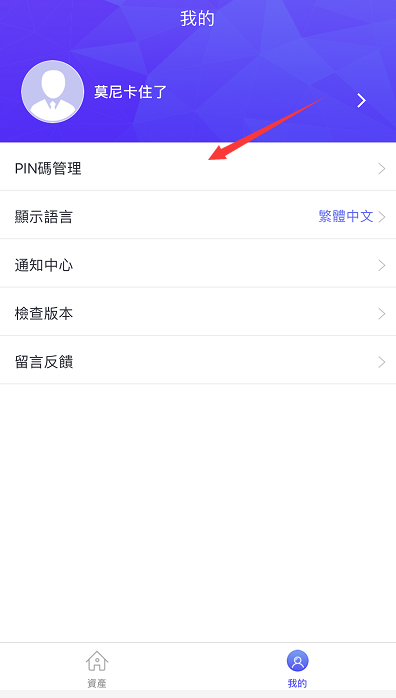 我的
莫尼卡住了
PIN碼管理
顯示語言
繁體中文
通知中心
檢查版本
留言反饋
資產
我的